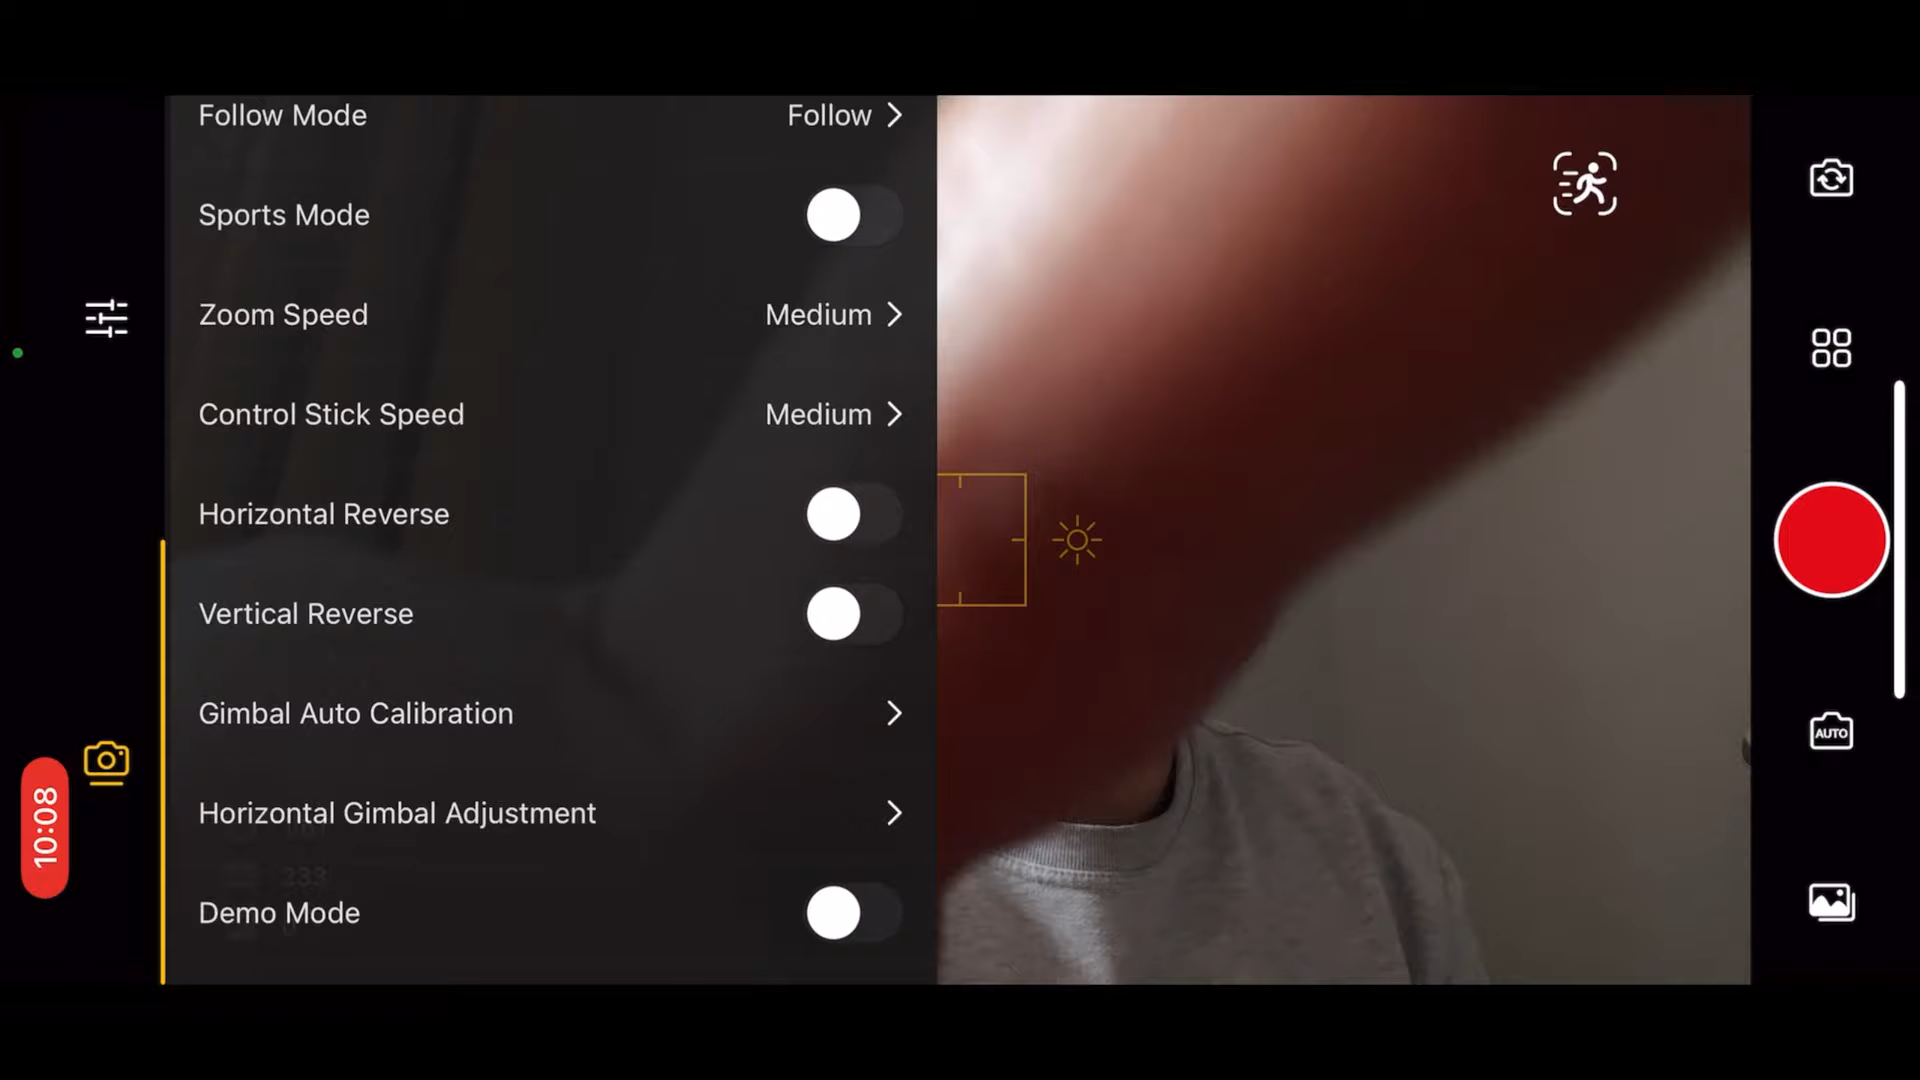 Follow Mode Follow
Sports Mode
Zoom Speed Medium
Control Stick Speed Medium
Horizontal Reverse
Vertical Reverse
Gimbal Auto Calibration
Horizontal Gimbal Adjustment
233
Demo Mode
10:08
AUTO